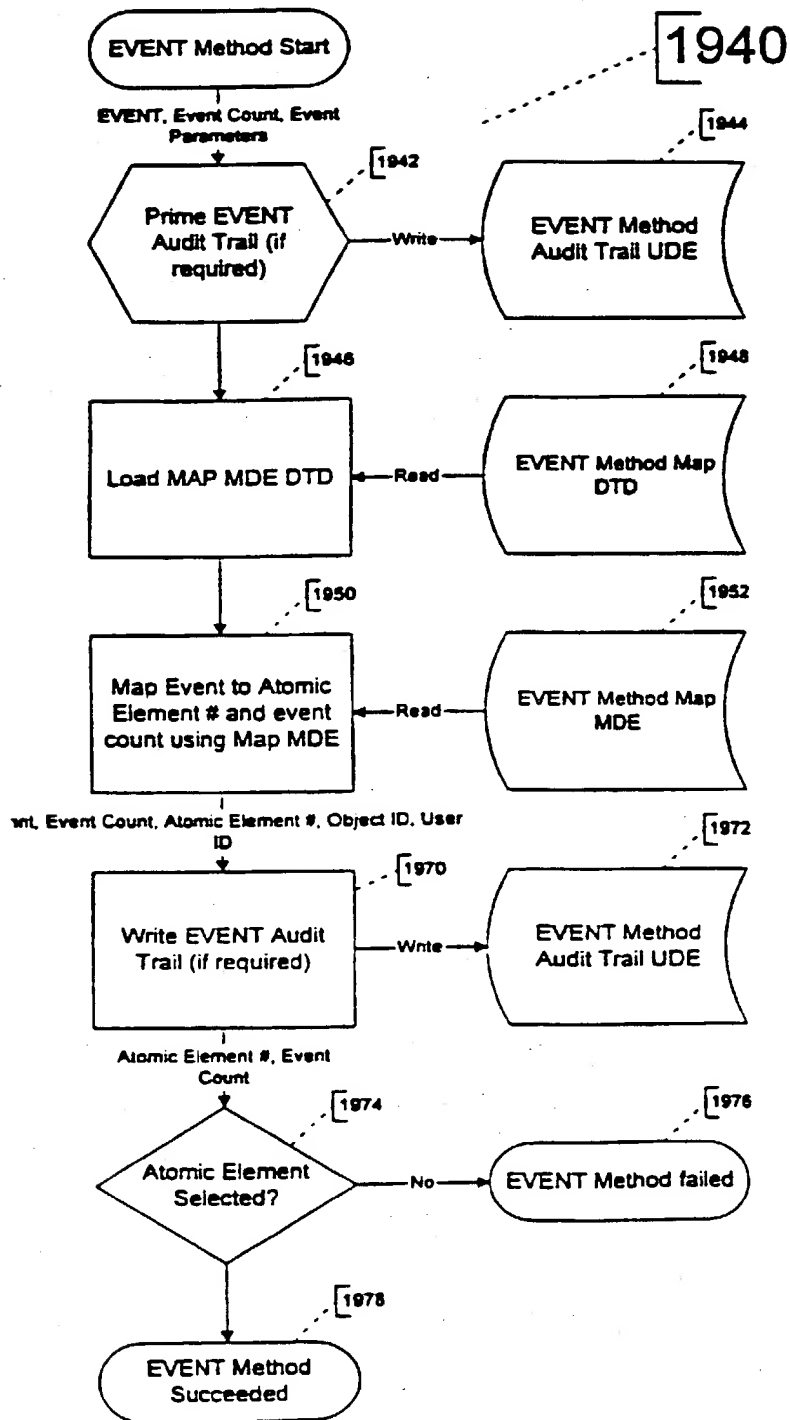 EVENT Method Start
1940
EVENT, Event Count, Event
Parameters
1942
1944
Prime EVENT
Audit Trail (if
required)
Write
EVENT Method
Audit Trail UDE
1946
1948
Load MAP MDE DTD
Read
EVENT Method Map
DTD
1950
1952
Map Event to Atomic
Element # and event
count using Map MDE
Read
EVENT Method Map
MDE
Event Count, Atomic Element #, Object ID, User
ID
1970
1972
Write EVENT Audit
Trail (if required)
Write
EVENT Method
Audit Trail UDE
Atomic Element #, Event
Count
1974
1976
Atomic Element
Selected?
No
EVENT Method failed
1978
EVENT Method
Succeeded